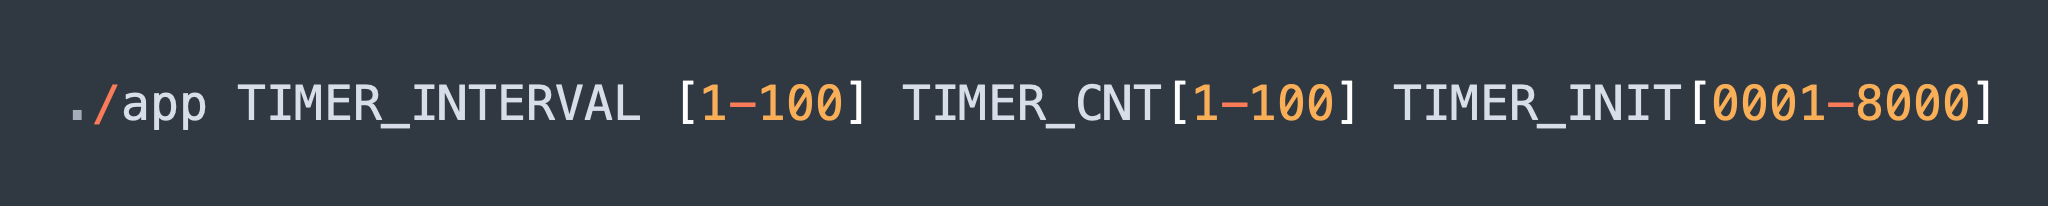 ./app TIMER_INTERVAL [1-100] TIMER_CNT[1-100] TIMER_INIT[0001-8000]